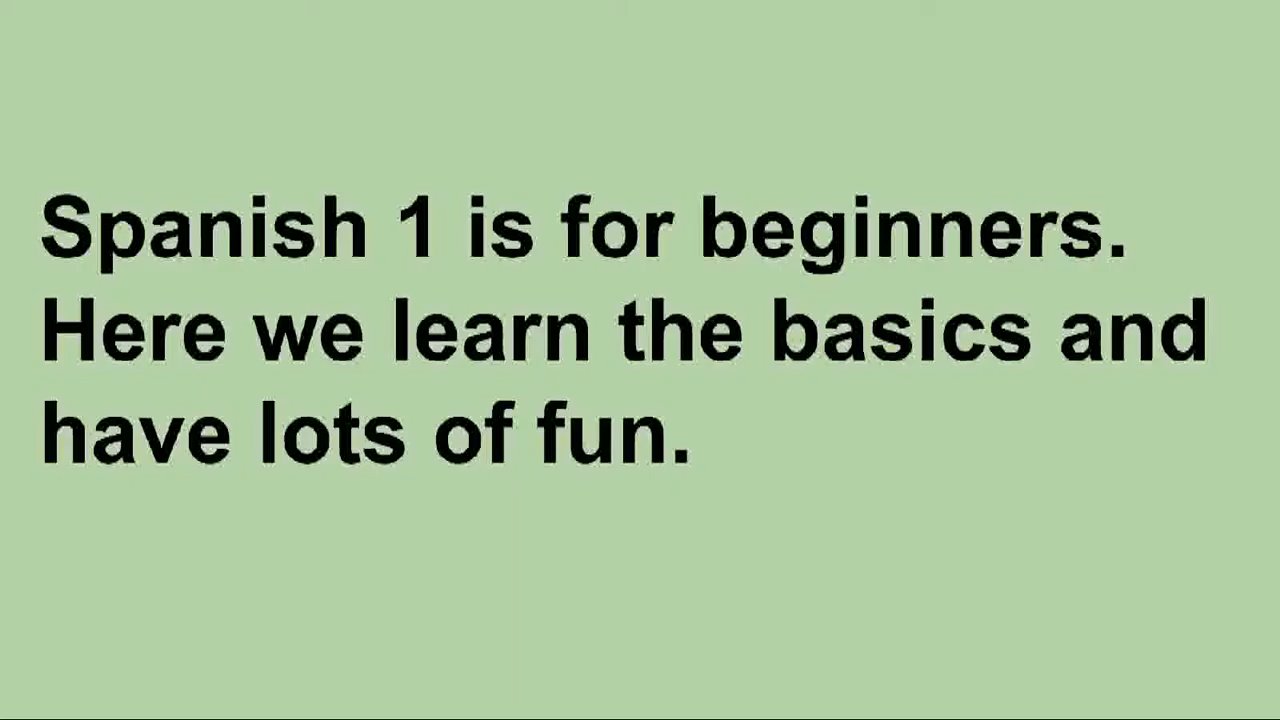 Spanish 1 is for beginners.
Here we learn the basics and
have lots of fun.